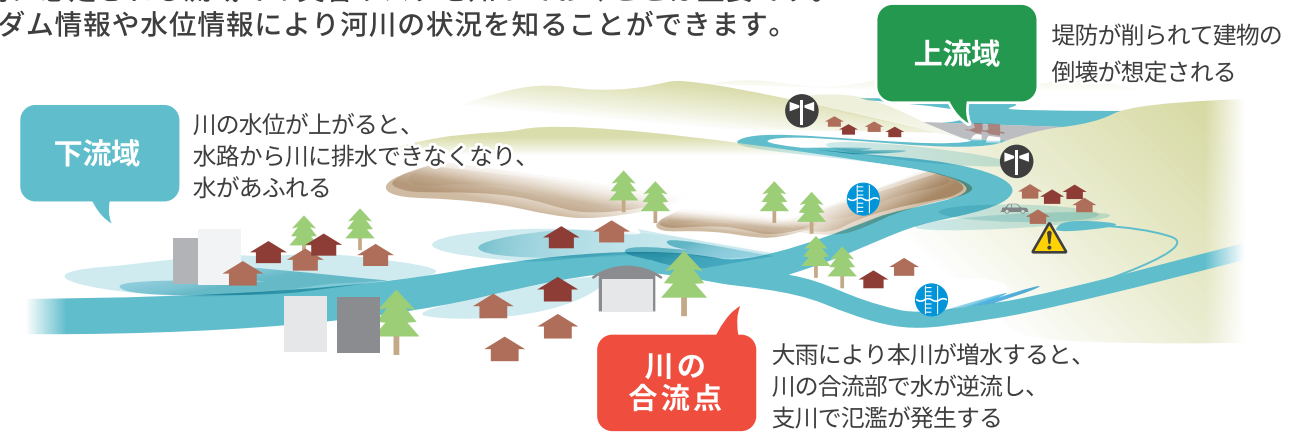 ダム情報や水位情報により河川の状況を知ることができます。
上流域
堤防が削られて建物の
倒壊が想定される
下流域
川の水位が上がると、
水路から川に排水できなくなり、
水があふれる
川の
合流点
大雨により本川が増水すると、
川の合流部で水が逆流し、
支川で氾濫が発生する